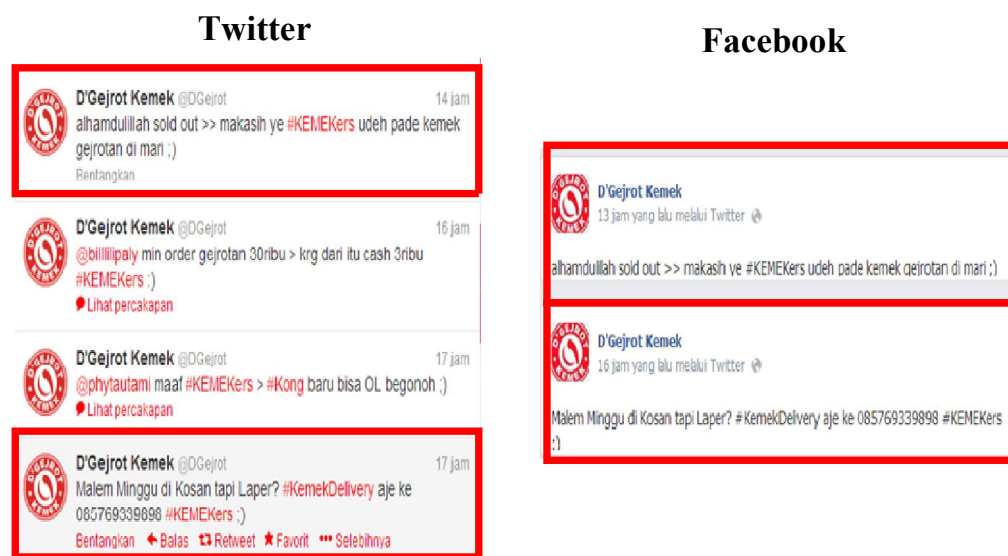 Twitter
D'Gejrot Kemek @DGejrot 14 jam
alhamdulillah sold out >> makasih ye #KEMEKers udeh pade kemek
gejrotan di mari ;)
Bentangkan
D'Gejrot Kemek @DGejrot 16 jam
@billlilipaly min order gejrotan 30ribu > krg dari itu cash 3ribu
#KEMEKers ;)
Lihat percakapan
D'Gejrot Kemek @DGejrot 17 jam
@phytautami maaf #KEMEKers > #Kong baru bisa OL begonoh ;)
Lihat percakapan
D'Gejrot Kemek @DGejrot 17 jam
Malem Minggu di Kosan tapi Laper? #KemekDelivery aje ke
085769339898 #KEMEKers ;)
Bentangkan Balas Retweet Favorit ••• Selebihnya
Facebook
D'Gejrot Kemek
13 jam yang lalu melalui Twitter
alhamdulillah sold out >> makasih ye #KEMEKers udeh pade kemek gejrotan di mari ;)
D'Gejrot Kemek
16 jam yang lalu melalui Twitter
Malem Minggu di Kosan tapi Laper? #KemekDelivery aje ke 085769339898 #KEMEKers
;)